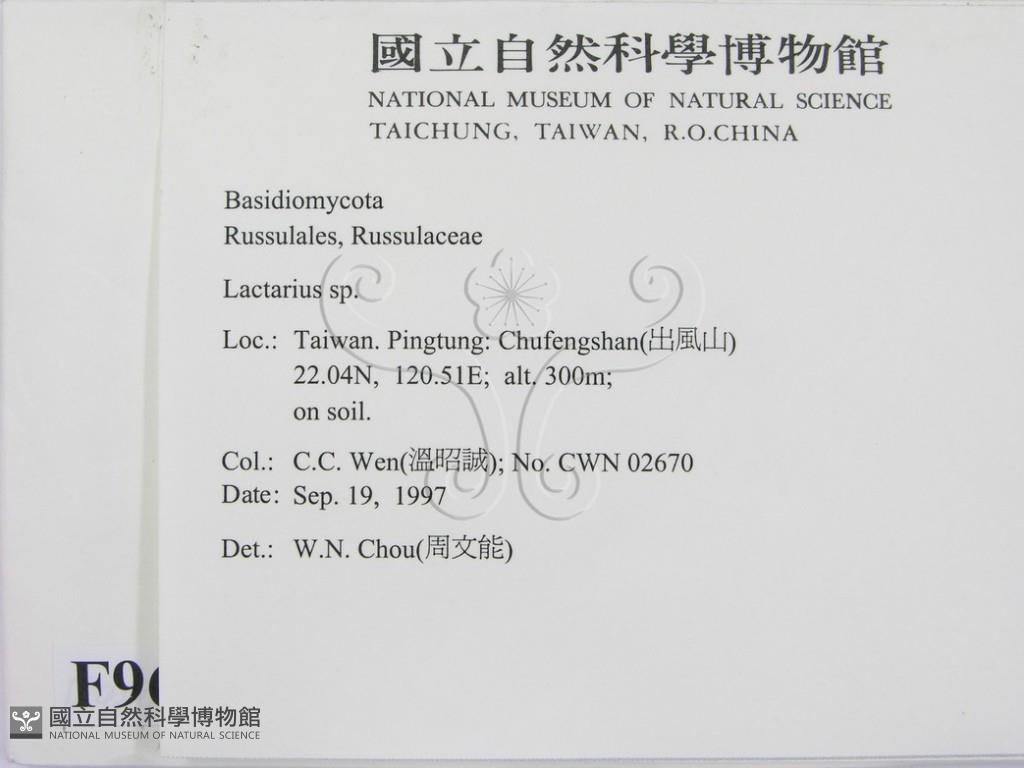 國立自然科學博物館
NATIONAL MUSEUM OF NATURAL SCIENCE
TAICHUNG, TAIWAN, R.O.CHINA
Basidiomycota
Russulales, Russulaceae
Lactarius sp.
Loc.: Taiwan. Pingtung: Chufengshan(出風山)
22.04N, 120.51E; alt. 300m;
on soil.
Col.: C.C. Wen(溫昭誠); No. CWN 02670
Date: Sep. 19, 1997
Det.: W.N. Chou(周文能)
國立自然科學博物館
NATIONAL MUSEUM OF NATURAL SCIENCE